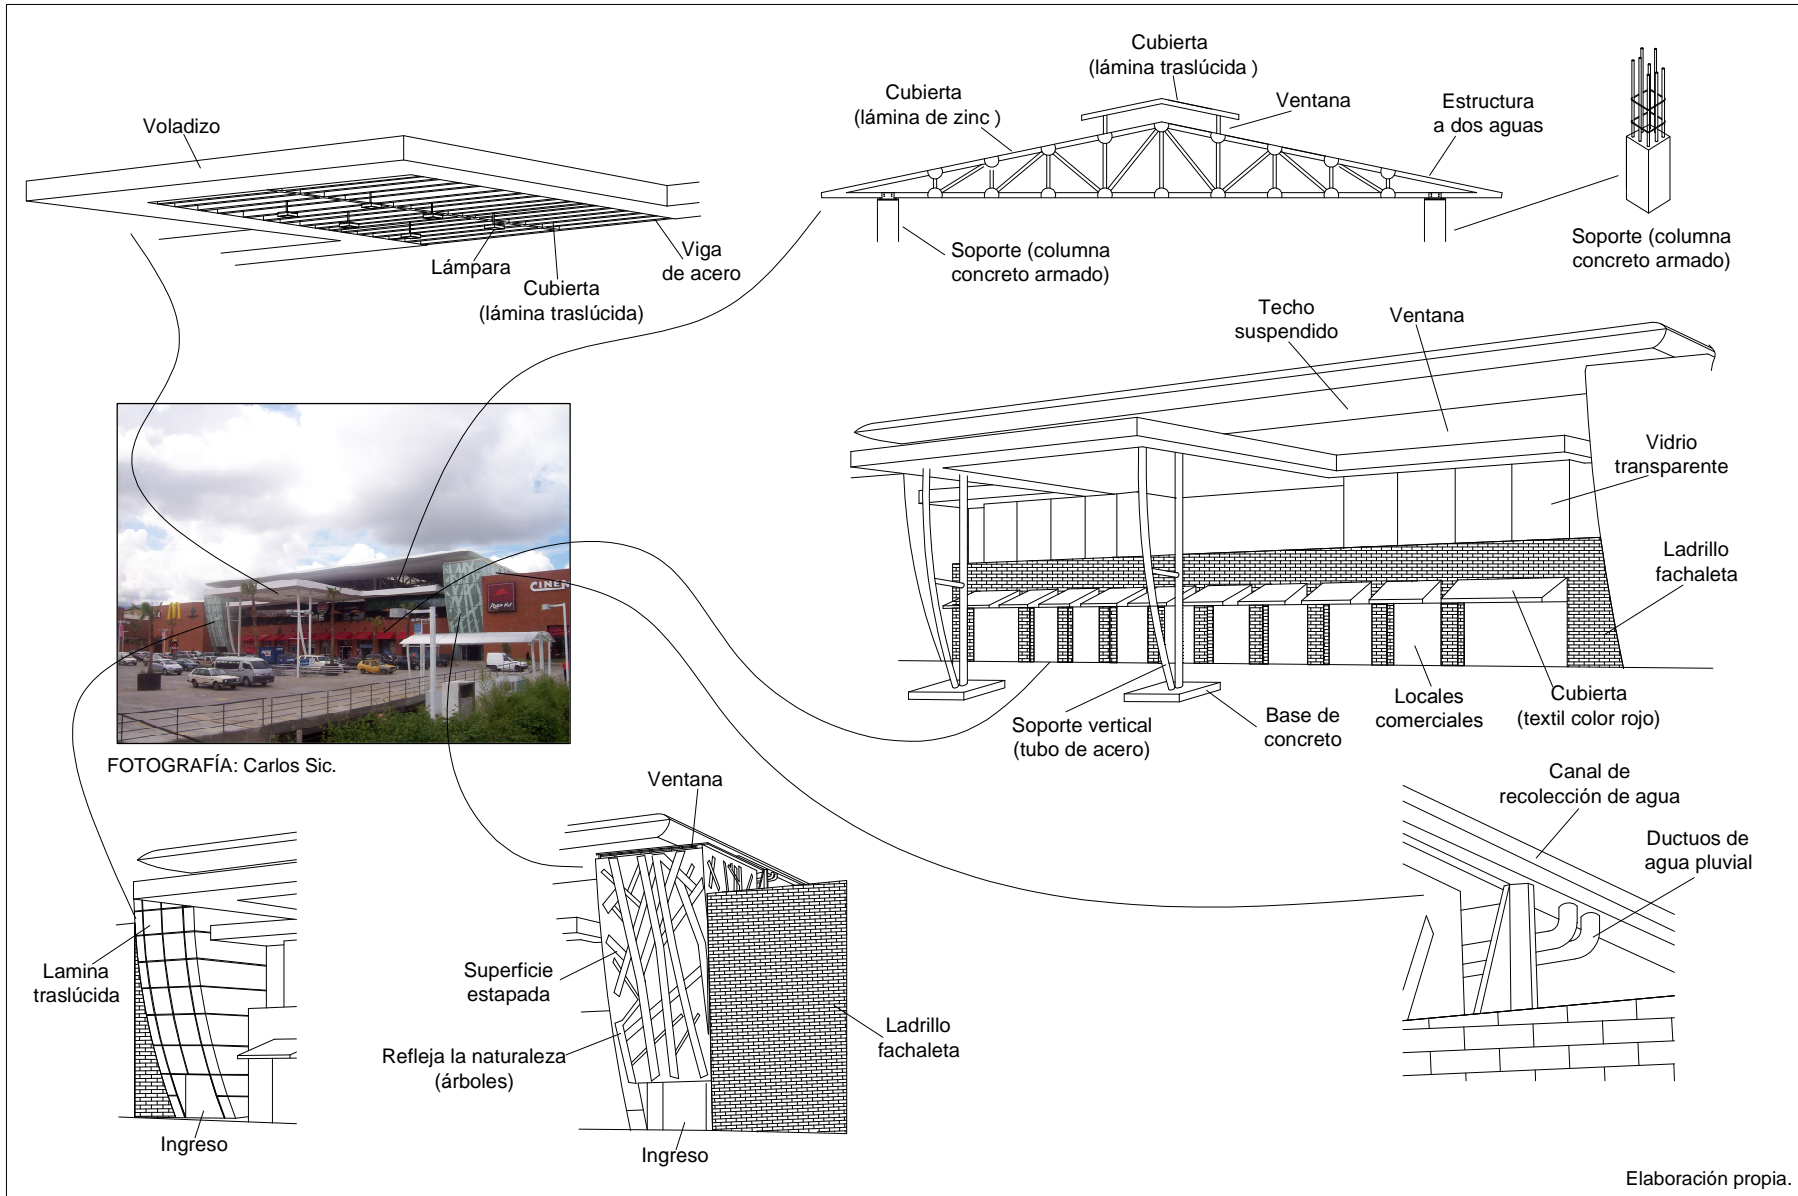 Voladizo
Lámpara
Cubierta
(lámina traslúcida)
Viga
de acero
Cubierta
(lámina traslúcida )
Cubierta
(lámina de zinc )
Ventana
Estructura
a dos aguas
Soporte (columna
concreto armado)
Soporte (columna
concreto armado)
Techo
suspendido
Ventana
Vidrio
transparente
Ladrillo
fachaleta
Soporte vertical
(tubo de acero)
Base de
concreto
Locales
comerciales
Cubierta
(textil color rojo)
Pizza Hut
CINE
FOTOGRAFÍA: Carlos Sic.
Lamina
traslúcida
Ingreso
Ventana
Superficie
estapada
Refleja la naturaleza
(árboles)
Ladrillo
fachaleta
Ingreso
Canal de
recolección de agua
Ductuos de
agua pluvial
Elaboración propia.